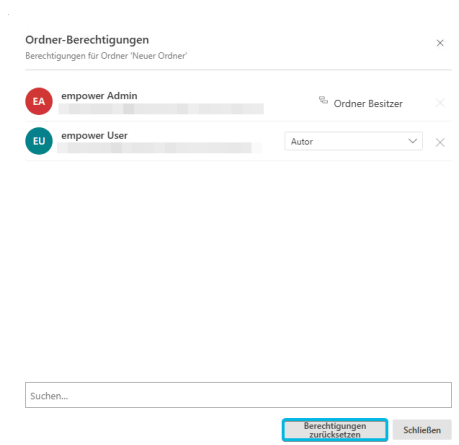 Ordner-Berechtigungen
Berechtigungen für Ordner 'Neuer Ordner'
EA
empower Admin
Ordner Besitzer
EU
empower User
Autor
Suchen...
Berechtigungen
zurücksetzen
Schließen